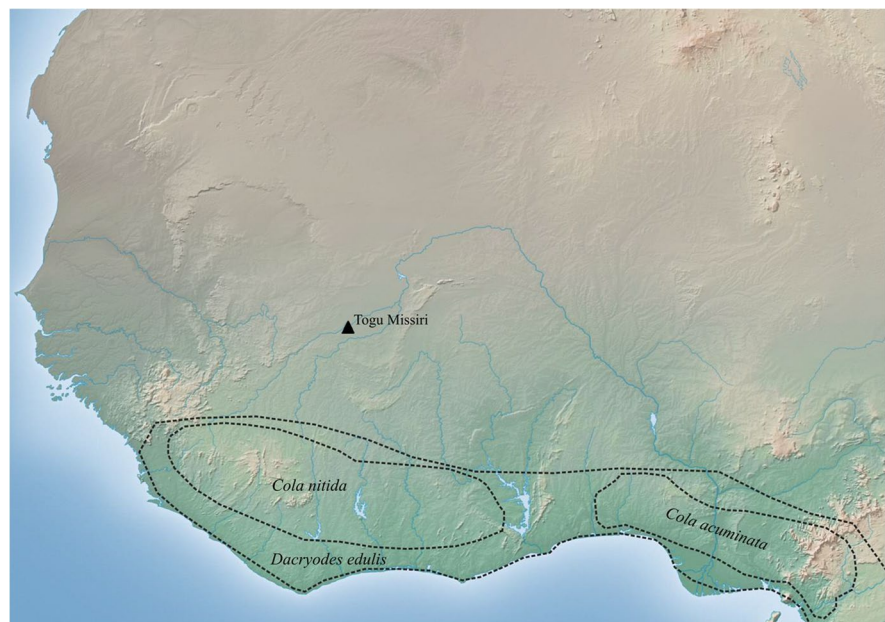 Togu Missiri
Cola nitida
Cola acuminata
Dacryodes edulis